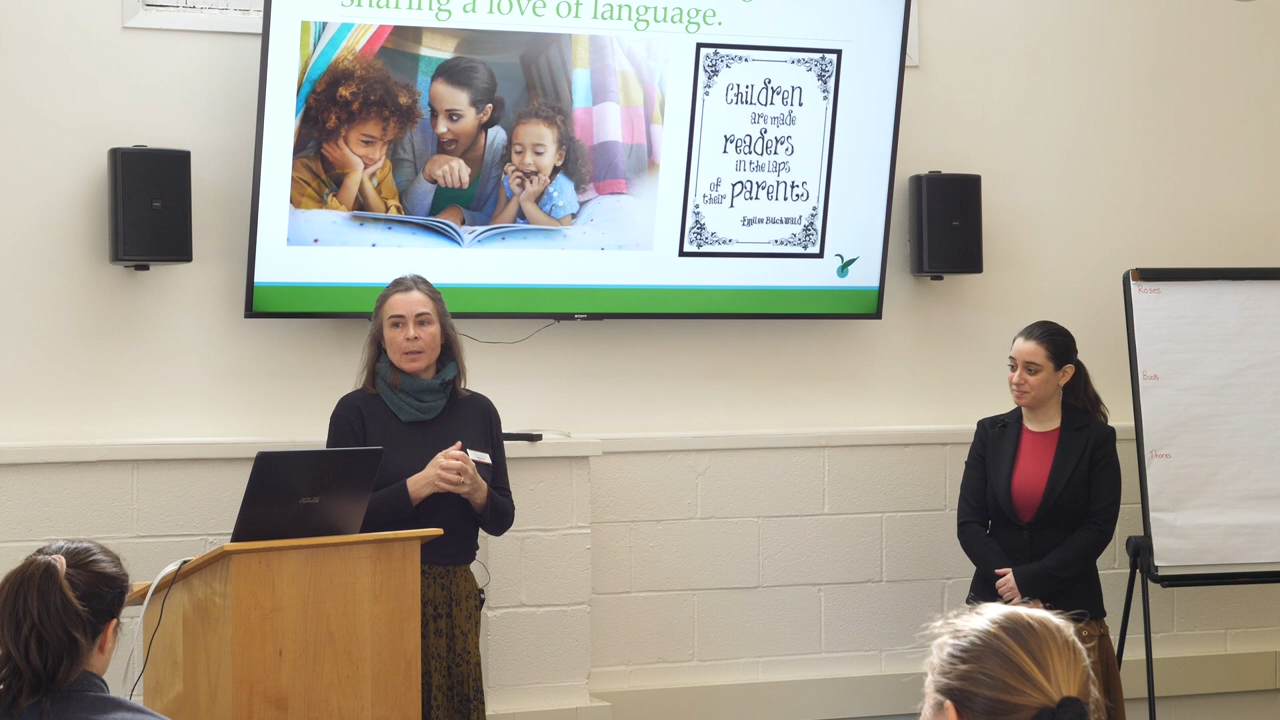 sharing a love of language.
Children
are made
readers
in the laps
of their parents
-Emilie Buchwald
SONY
Roses
Buds
Thorns